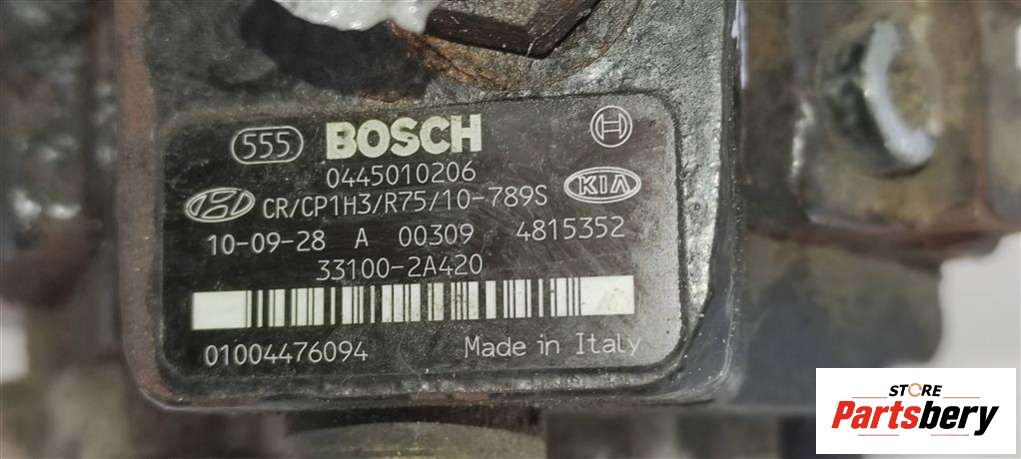 555 BOSCH
0445010206
CR/CP1H3/R75/10-789S KIA
10-09-28 A 00309 4815352
33100-2A420
01004476094 Made in Italy
STORE
Partsbery